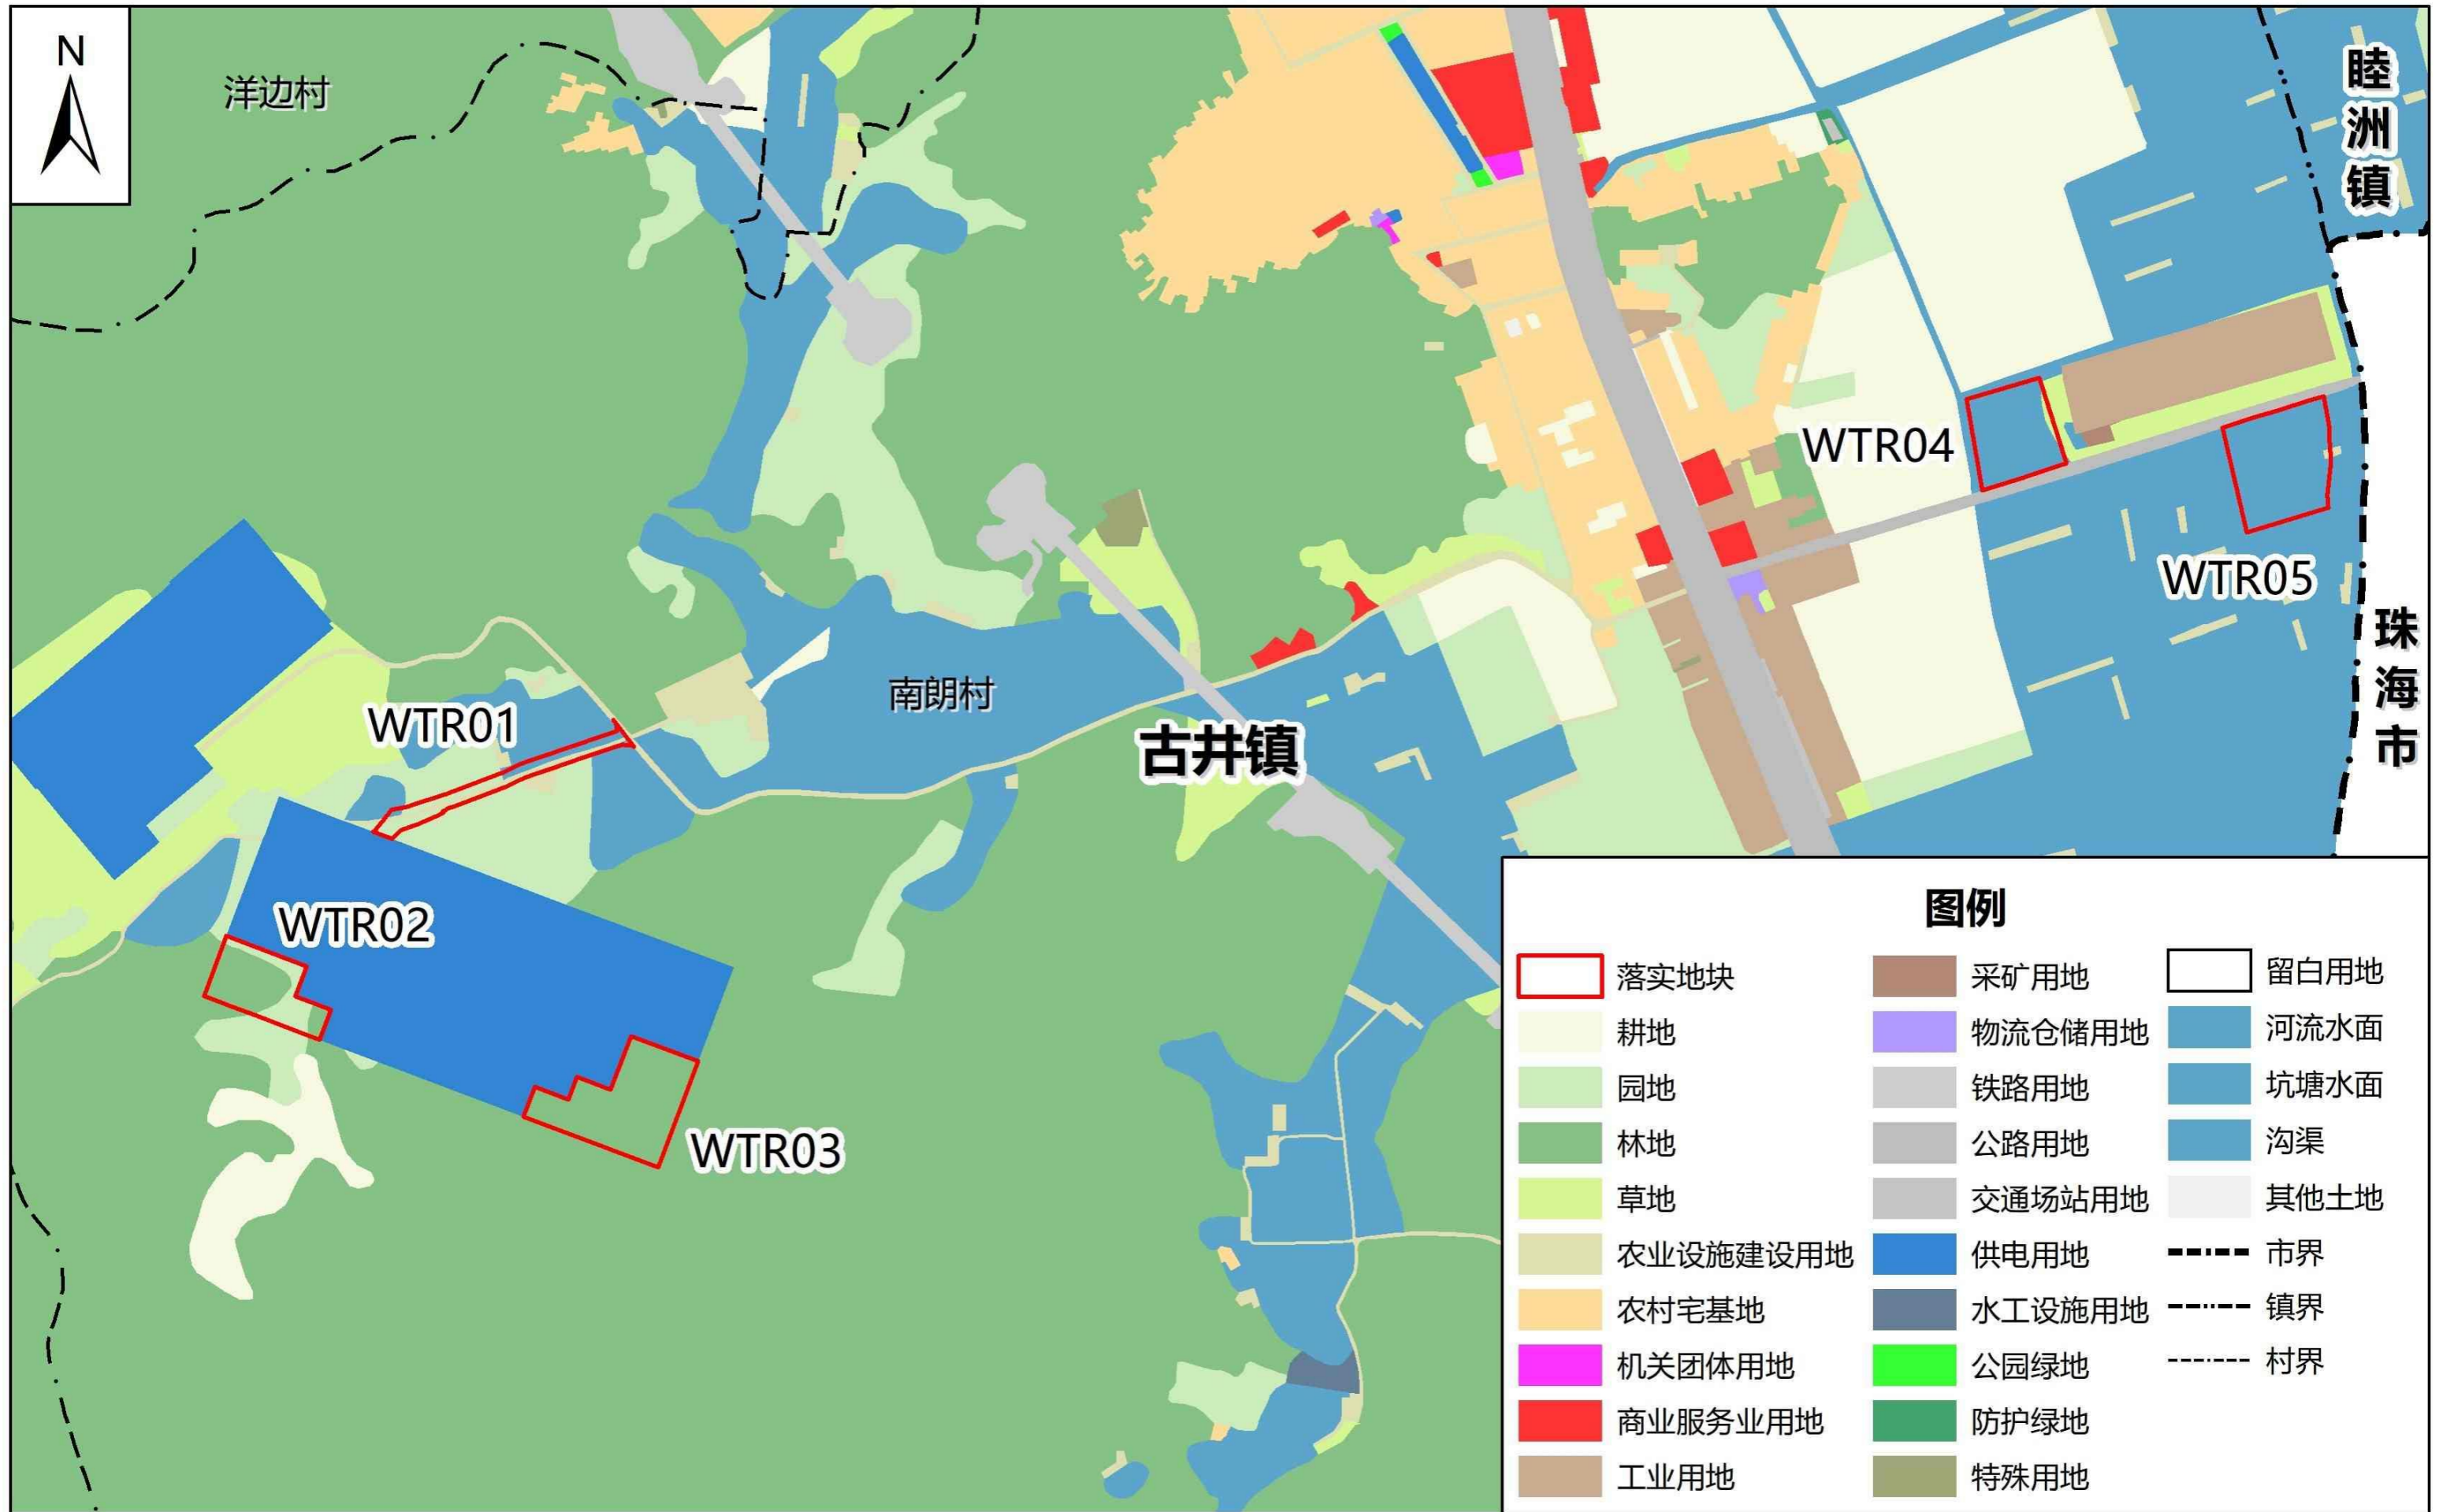 N
洋边村
睦洲镇
WTR04
WTR05
珠海市
南朗村
WTR01
古井镇
WTR02
WTR03
图例
落实地块
耕地
园地
林地
草地
农业设施建设用地
农村宅基地
机关团体用地
商业服务业用地
工业用地
采矿用地
物流仓储用地
铁路用地
公路用地
交通场站用地
供电用地
水工设施用地
公园绿地
防护绿地
特殊用地
留白用地
河流水面
坑塘水面
沟渠
其他土地
市界
镇界
村界